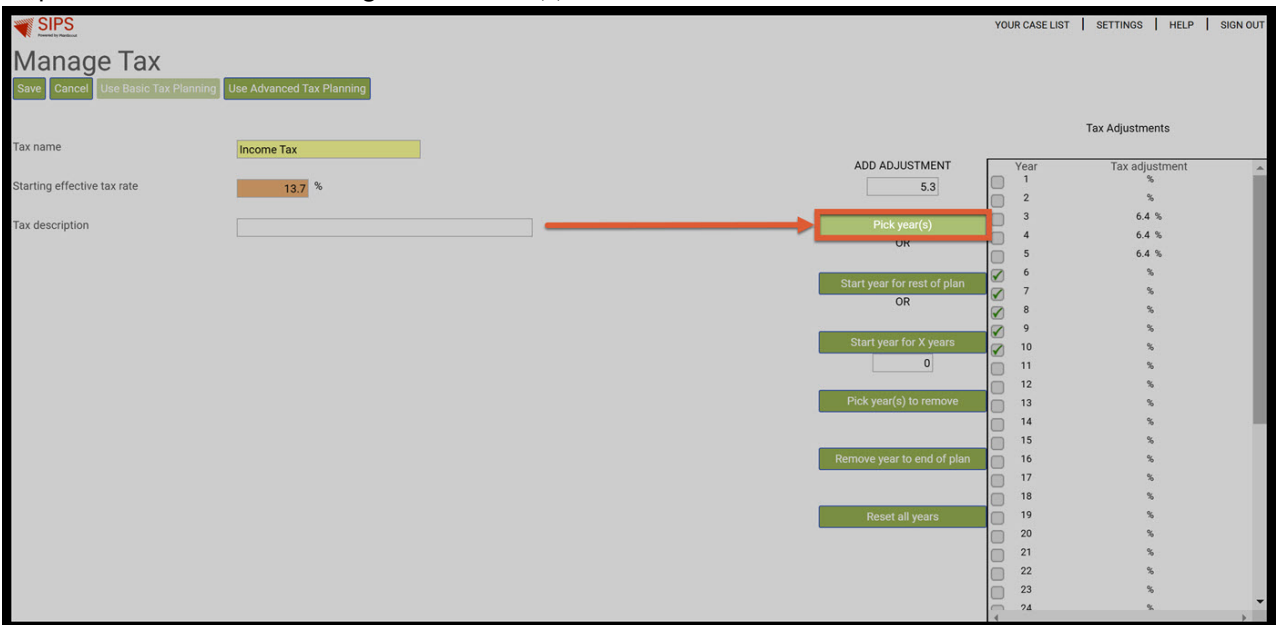 SIPS
YOUR CASE LIST | SETTINGS | HELP | SIGN OUT
Manage Tax
Save Cancel Use Basic Tax Planning Use Advanced Tax Planning
Tax Adjustments
Tax name Income Tax
ADD ADJUSTMENT
Year Tax adjustment
Starting effective tax rate 13.7 %
5.3
Tax description
Pick year(s)
OR
Start year for rest of plan
OR
Start year for X years
0
Pick year(s) to remove
Remove year to end of plan
Reset all years
1 %
2 %
3 6.4 %
4 6.4 %
5 6.4 %
6 %
7 %
8 %
9 %
10 %
11 %
12 %
13 %
14 %
15 %
16 %
17 %
18 %
19 %
20 %
21 %
22 %
23 %
24 %